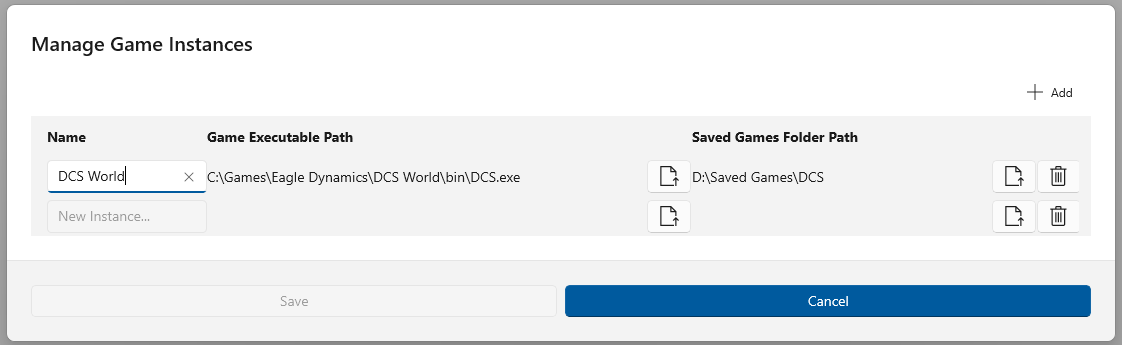 Manage Game Instances
Add
Name Game Executable Path Saved Games Folder Path
DCS World C:\Games\Eagle Dynamics\DCS World\bin\DCS.exe D:\Saved Games\DCS
New Instance...
Save Cancel